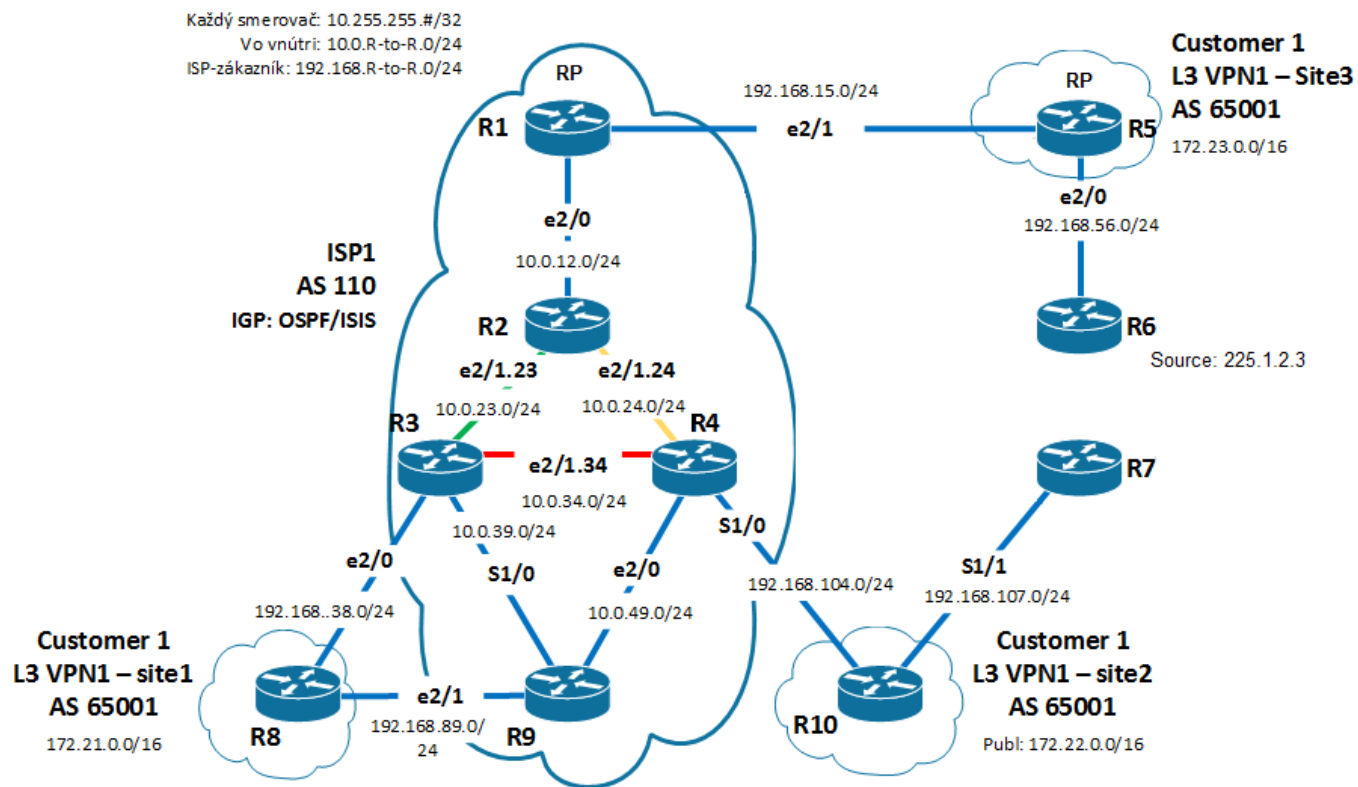 Každý smerovač: 10.255.255.#/32
Vo vnútri: 10.0.R-to-R.0/24
ISP-zákazník: 192.168.R-to-R.0/24
RP
R1
192.168.15.0/24
e2/1
Customer 1
L3 VPN1 – Site3
AS 65001
172.23.0.0/16
RP
R5
e2/0
10.0.12.0/24
e2/0
192.168.56.0/24
ISP1
AS 110
IGP: OSPF/ISIS
R2
R6
Source: 225.1.2.3
e2/1.23
10.0.23.0/24
e2/1.24
10.0.24.0/24
R3
R4
e2/1.34
10.0.34.0/24
R7
10.0.39.0/24
S1/0
e2/0
S1/0
e2/0
10.0.49.0/24
192.168..38.0/24
192.168.104.0/24
S1/1
192.168.107.0/24
Customer 1
L3 VPN1 – site1
AS 65001
172.21.0.0/16
R8
e2/1
192.168.89.0/
24
R9
R10
Customer 1
L3 VPN1 – site2
AS 65001
Publ: 172.22.0.0/16